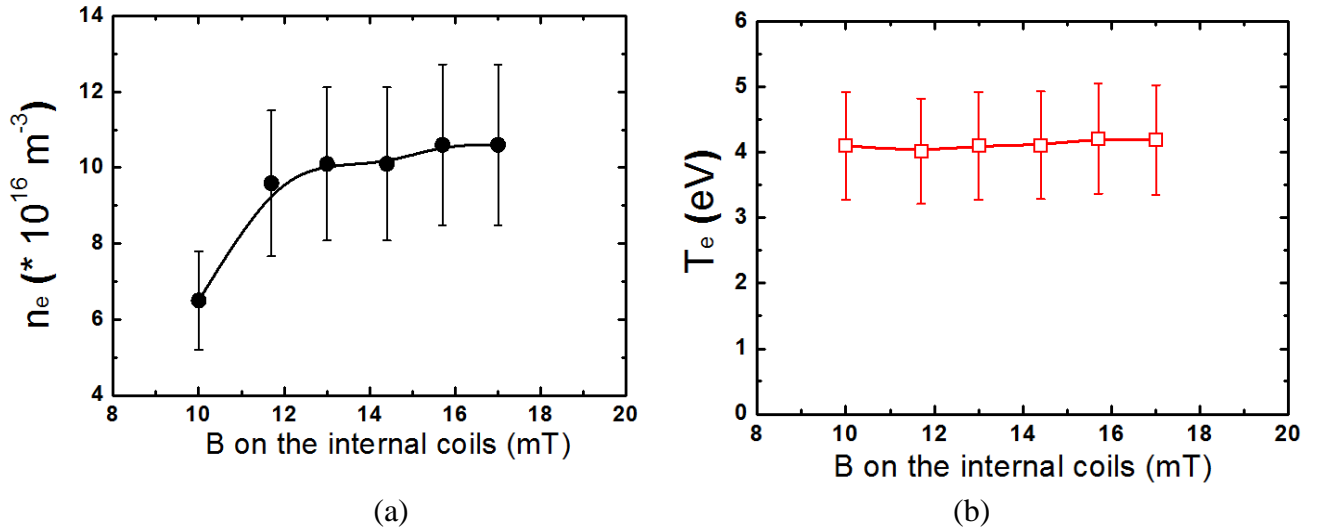 14
12
10
8
6
4
8 10 12 14 16 18 20
nₑ (* 10¹⁶ m⁻³)
B on the internal coils (mT)
(a)
6
5
4
3
2
1
0
8 10 12 14 16 18 20
Tₑ (eV)
B on the internal coils (mT)
(b)